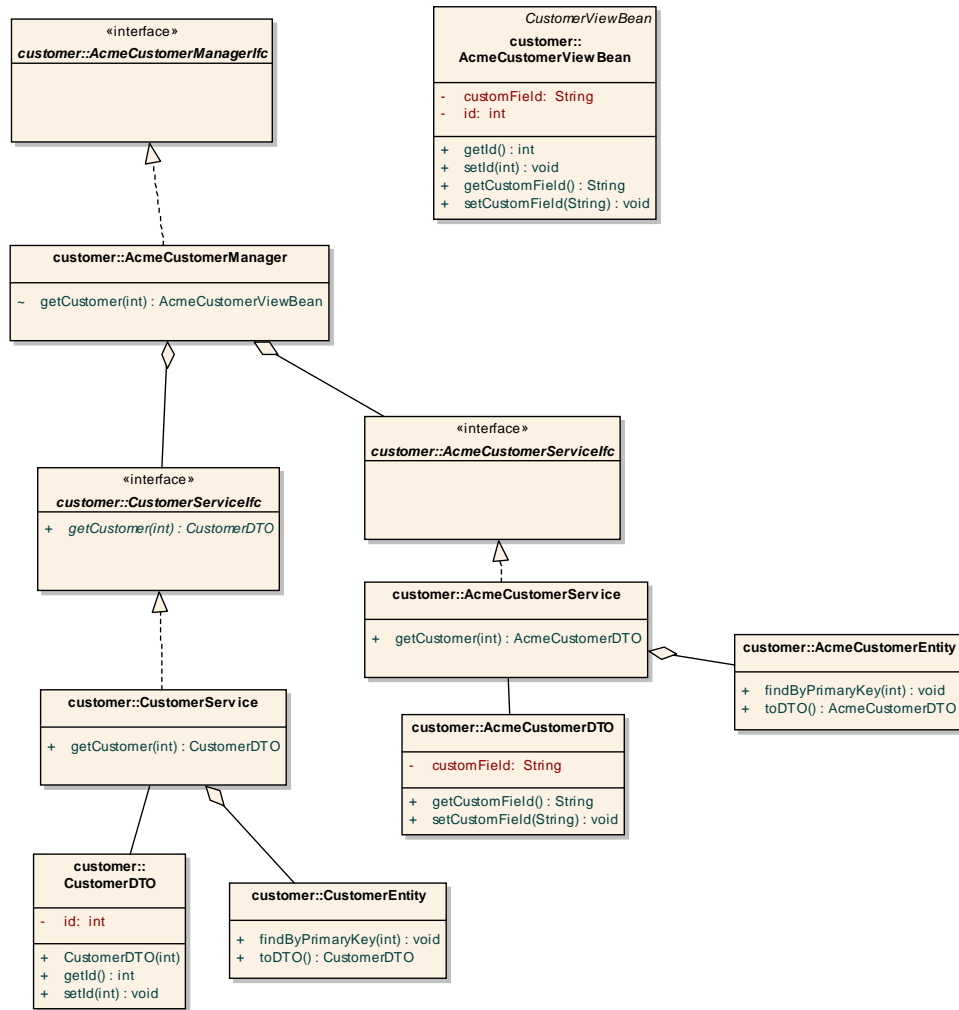 «interface»
customer::AcmeCustomerManagerIfc
CustomerViewBean
customer::
AcmeCustomerViewBean
- customField: String
- id: int
+ getId() : int
+ setId(int) : void
+ getCustomField() : String
+ setCustomField(String) : void
customer::AcmeCustomerManager
~ getCustomer(int) : AcmeCustomerViewBean
«interface»
customer::AcmeCustomerServiceIfc
«interface»
customer::CustomerServiceIfc
+ getCustomer(int) : CustomerDTO
customer::AcmeCustomerService
+ getCustomer(int) : AcmeCustomerDTO
customer::AcmeCustomerEntity
+ findByPrimaryKey(int) : void
+ toDTO() : AcmeCustomerDTO
customer::CustomerService
+ getCustomer(int) : CustomerDTO
customer::AcmeCustomerDTO
- customField: String
+ getCustomField() : String
+ setCustomField(String) : void
customer::
CustomerDTO
- id: int
+ CustomerDTO(int)
+ getId() : int
+ setId(int) : void
customer::CustomerEntity
+ findByPrimaryKey(int) : void
+ toDTO() : CustomerDTO